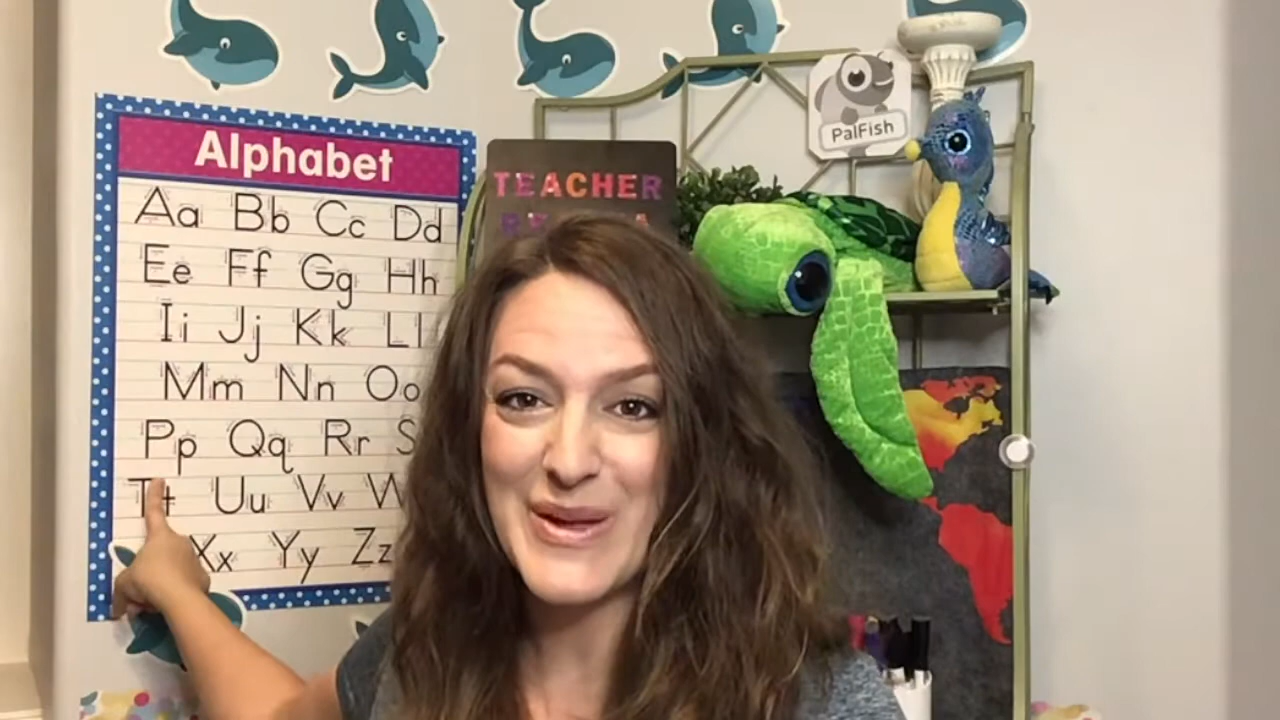 Alphabet
Aa Bb Cc Dd
Ee Ff Gg Hh
Ii Jj Kk Ll
Mm Nn Oo
Pp Qq Rr S
Tt Uu Vv W
Xx Yy Zz
TEACHER
PalFish